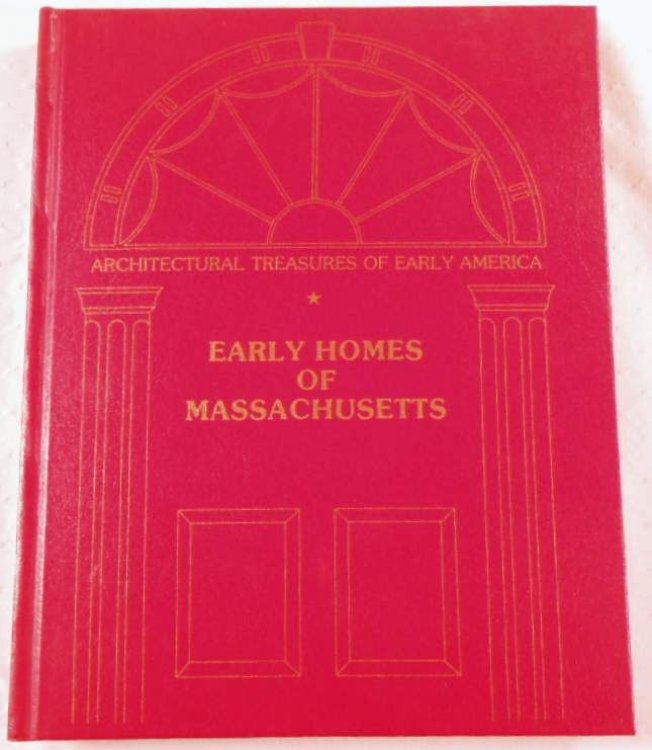 ARCHITECTURAL TREASURES OF EARLY AMERICA
EARLY HOMES
OF
MASSACHUSETTS